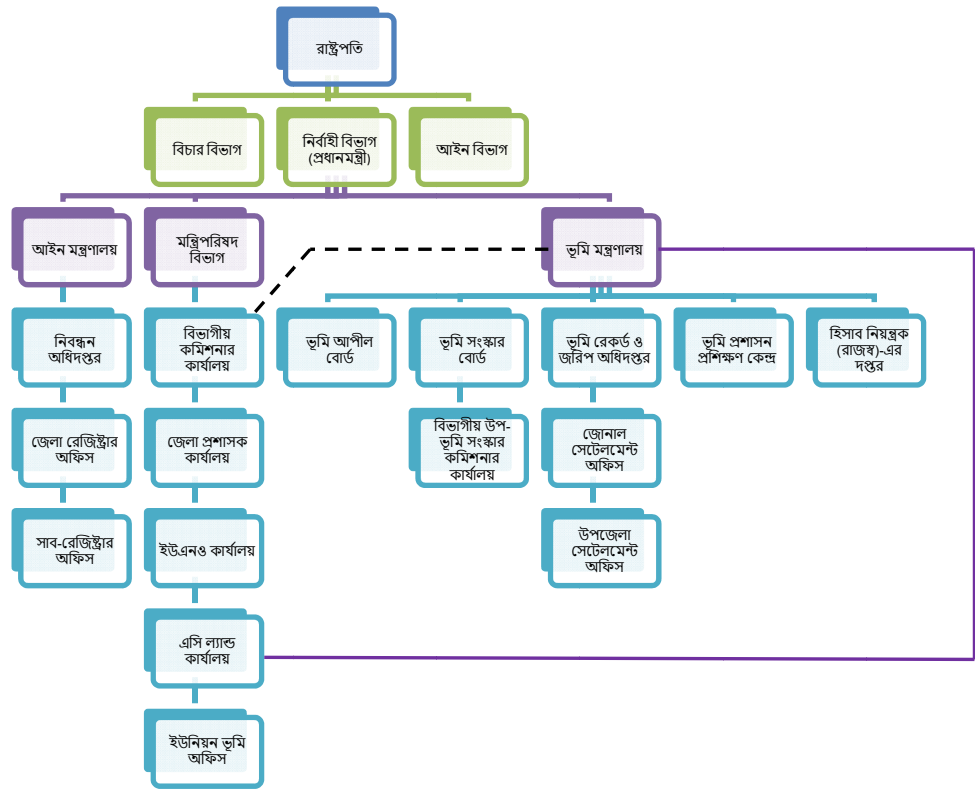 রাষ্ট্রপতি
বিচার বিভাগ
নির্বাহী বিভাগ
(প্রধানমন্ত্রী)
আইন বিভাগ
আইন মন্ত্রণালয়
মন্ত্রিপরিষদ
বিভাগ
ভূমি মন্ত্রণালয়
নিবন্ধন
অধিদপ্তর
বিভাগীয়
কমিশনার
কার্যালয়
ভূমি আপীল
বোর্ড
ভূমি সংস্কার
বোর্ড
ভূমি রেকর্ড ও
জরিপ অধিদপ্তর
ভূমি প্রশাসন
প্রশিক্ষণ কেন্দ্র
হিসাব নিয়ন্ত্রক
(রাজস্ব)-এর
দপ্তর
জেলা রেজিষ্ট্রার
অফিস
জেলা প্রশাসক
কার্যালয়
বিভাগীয় উপ-
ভূমি সংস্কার
কমিশনার
কার্যালয়
জোনাল
সেটেলমেন্ট
অফিস
সাব-রেজিষ্ট্রার
অফিস
ইউএনও কার্যালয়
উপজেলা
সেটেলমেন্ট
অফিস
এসি ল্যান্ড
কার্যালয়
ইউনিয়ন ভূমি
অফিস